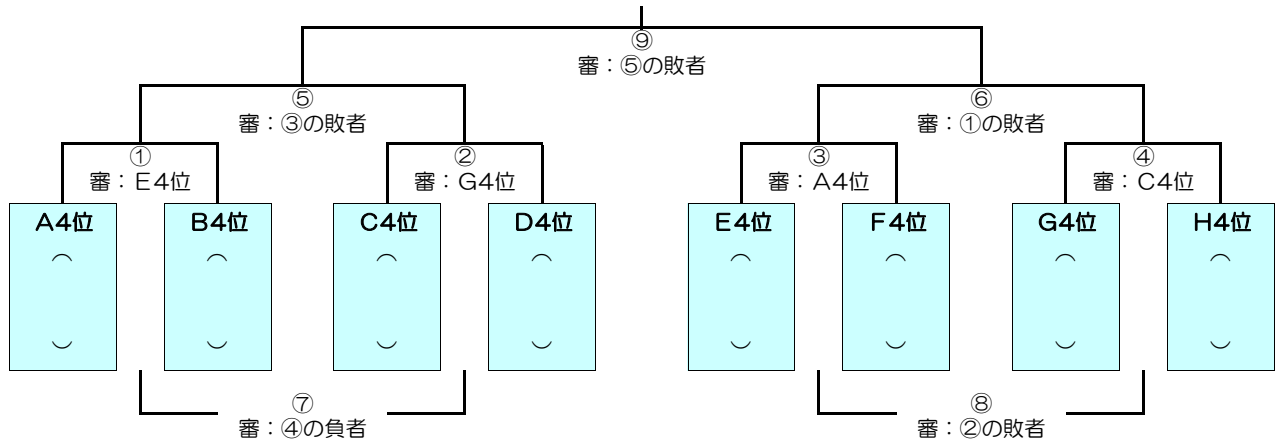 ⑨
審：⑤の敗者
⑤
審：③の敗者
⑥
審：①の敗者
①
審：E4位
②
審：G4位
③
審：A4位
④
審：C4位
A4位
B4位
C4位
D4位
E4位
F4位
G4位
H4位
⑦
審：④の負者
⑧
審：②の敗者